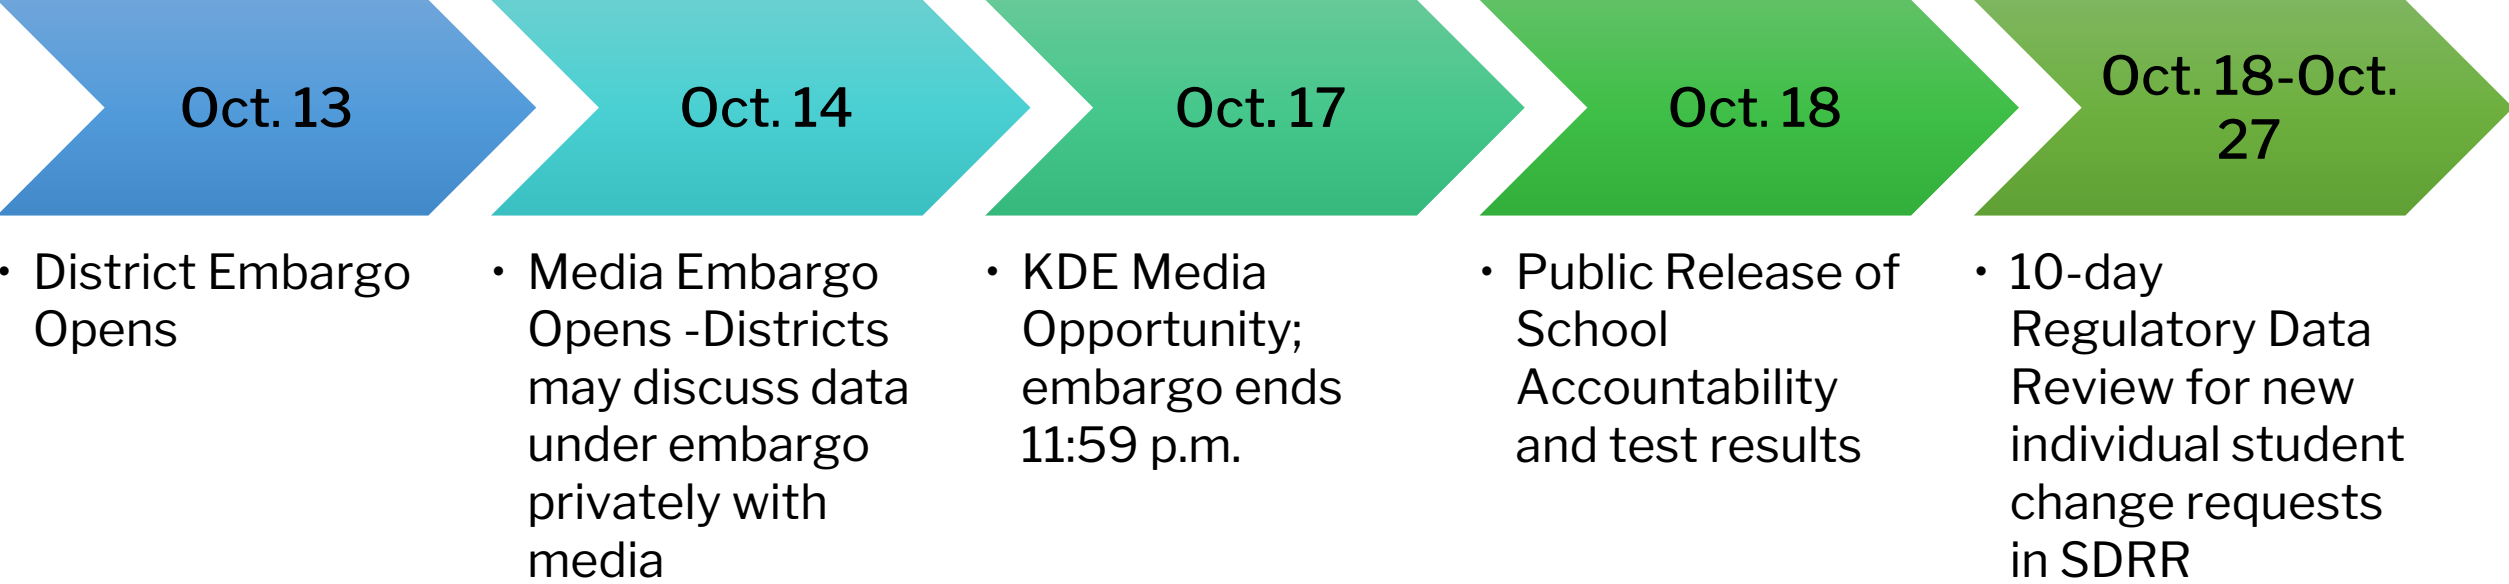 Oct. 13
• District Embargo
Opens
Oct. 14
• Media Embargo
Opens -Districts
may discuss data
under embargo
privately with
media
Oct. 17
• KDE Media
Opportunity;
embargo ends
11:59 p.m.
Oct. 18
• Public Release of
School
Accountability
and test results
Oct. 18-Oct.
27
• 10-day
Regulatory Data
Review for new
individual student
change requests
in SDRR